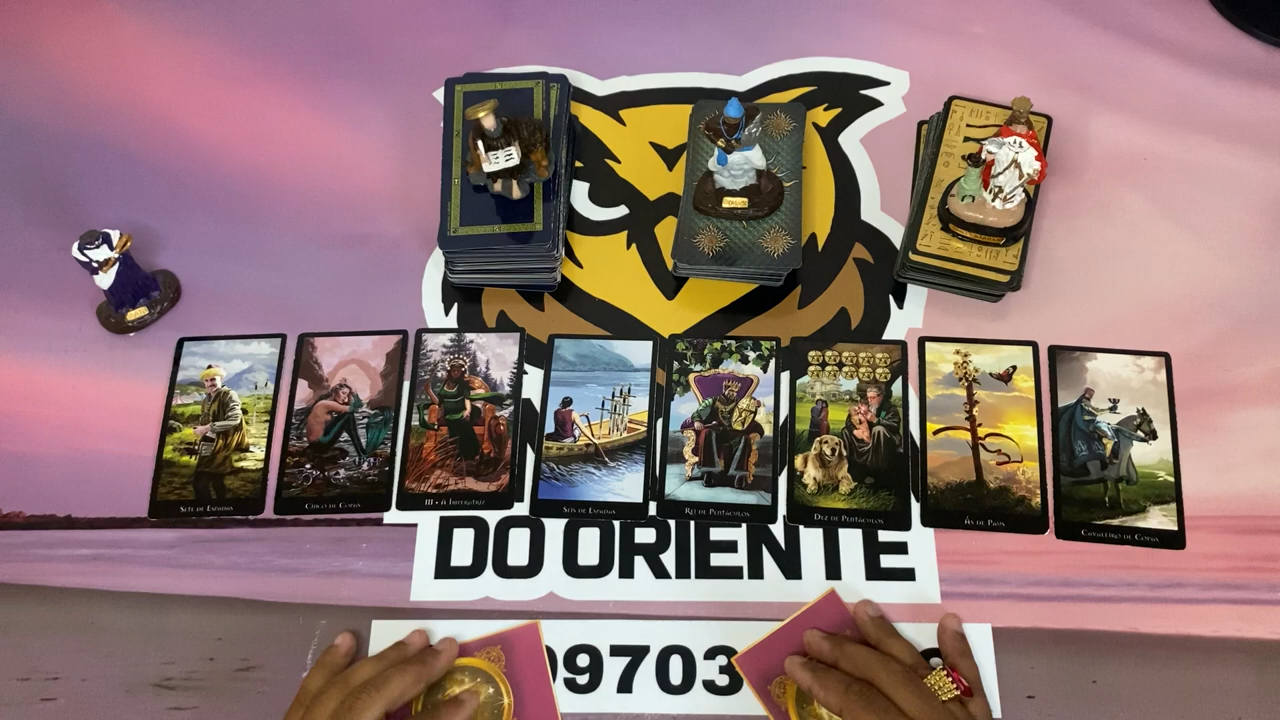 Sete de Espadas
Cinco de Copas
III • A Imperatriz
Seis de Espadas
Rei de Pentáculos
Dez de Pentáculos
Ás de Paus
Cavaleiro de Copas
DO ORIENTE
09703